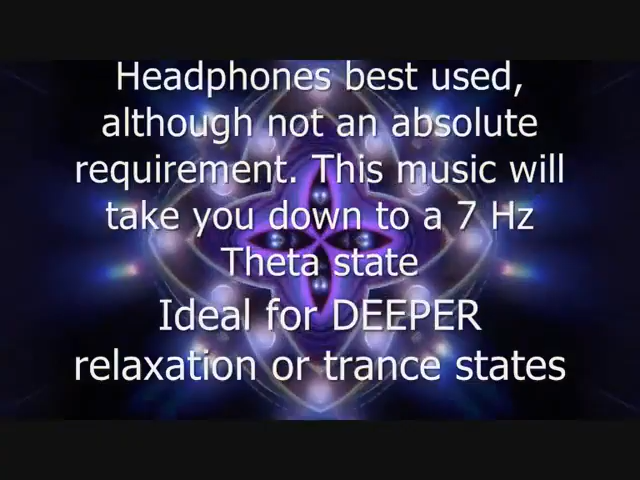 Headphones best used,
although not an absolute
requirement. This music will
take you down to a 7 Hz
Theta state
Ideal for DEEPER
relaxation or trance states